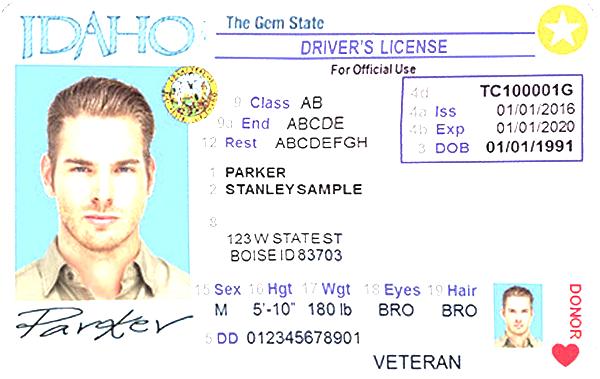 IDAHO
The Gem State
DRIVER'S LICENSE
For Official Use
4d TC100001G
9 Class AB
4a Iss 01/01/2016
9a End ABCDE
4b Exp 01/01/2020
12 Rest ABCDEFGH
3 DOB 01/01/1991
1 PARKER
2 STANLEYSAMPLE
8
123 W STATE ST
BOISE ID 83703
15 Sex 16 Hgt 17 Wgt 18 Eyes 19 Hair
M 5'-10" 180 lb BRO BRO
Parker
5 DD 012345678901
DONOR
VETERAN